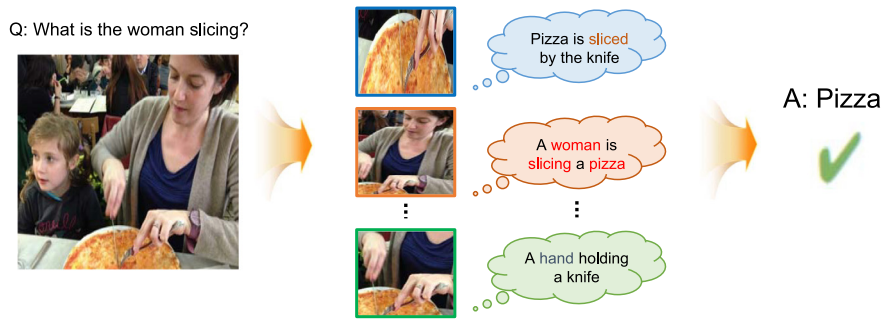 Q: What is the woman slicing?
Pizza is sliced
by the knife
A woman is
slicing a pizza
A hand holding
a knife
A: Pizza